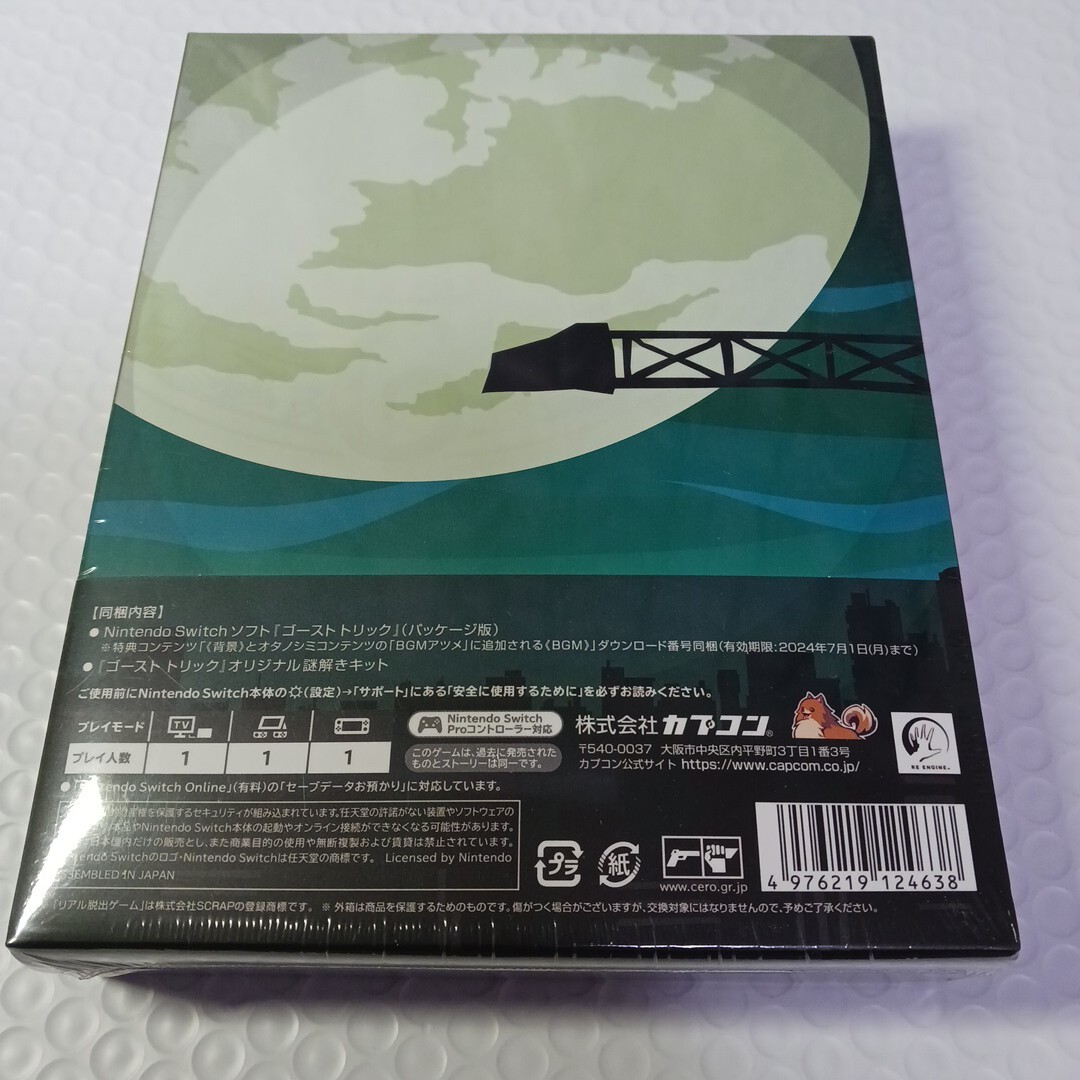 【同梱内容】
● Nintendo Switch ソフト『ゴースト トリック』(パッケージ版)
※特典コンテンツ「《背景》とオタノシミコンテンツの「BGMアツメ」に追加される《BGM》」ダウンロード番号同梱(有効期限:2024年7月1日(月)まで)
● 『ゴースト トリック』オリジナル謎解きキット
ご使用前にNintendo Switch本体の(設定)→「サポート」にある「安全に使用するために」を必ずお読みください。
プレイモード TV
プレイ人数 1 1 1
Nintendo Switch
Proコントローラー対応
このゲームは、過去に発売された
ものとストーリーは同一です。
株式会社 カプコン®
〒540-0037 大阪市中央区内平野町3丁目1番3号
カプコン公式サイト https://www.capcom.co.jp/
RE ENGINE™
Nintendo Switch Online」(有料)の「セーブデータお預かり」に対応しています。
産権を保護するセキュリティが組み込まれています。任天堂の許諾がない装置やソフトウェアの
本品やNintendo Switch本体の起動やオンライン接続ができなくなる可能性があります。
日本国内だけの販売とし、また商業目的の使用や無断複製および賃貸は禁止されています。
ntendo Switchのロゴ・Nintendo Switchは任天堂の商標です。 Licensed by Nintendo
SSEMBLED IN JAPAN
プラ
紙
www.cero.gr.jp
4 976219 124638
「リアル脱出ゲーム」は株式会社SCRAPの登録商標です。 ※ 外箱は商品を保護するためのものです。傷がつく場合がございますが、交換対象にはなりませんので、予めご了承ください。